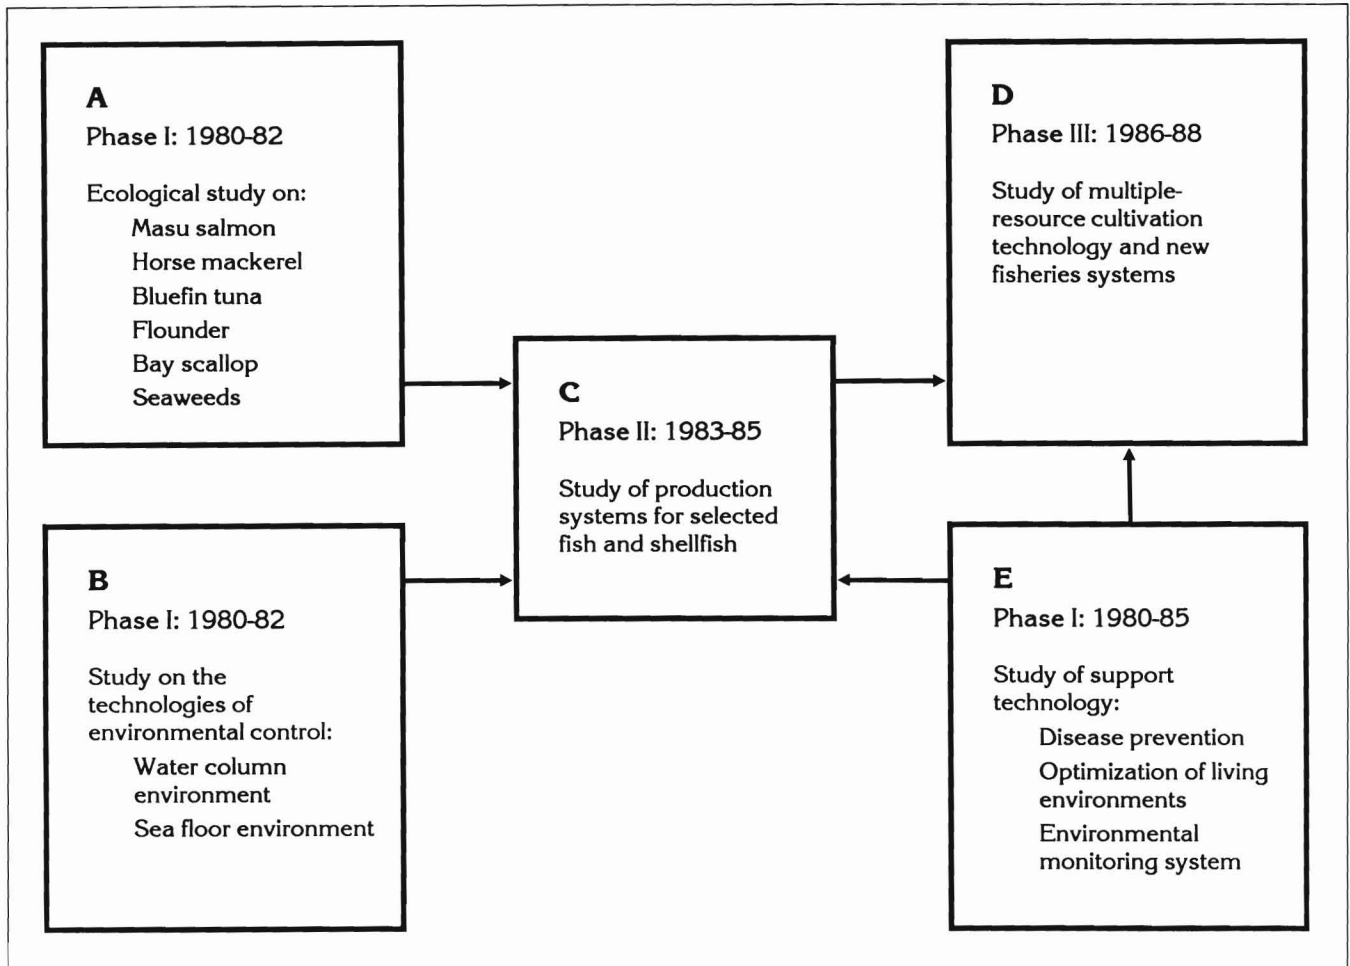 A
Phase I: 1980-82
Ecological study on:
Masu salmon
Horse mackerel
Bluefin tuna
Flounder
Bay scallop
Seaweeds
B
Phase I: 1980-82
Study on the
technologies of
environmental control:
Water column
environment
Sea floor environment
C
Phase II: 1983-85
Study of production
systems for selected
fish and shellfish
D
Phase III: 1986-88
Study of multiple-
resource cultivation
technology and new
fisheries systems
E
Phase I: 1980-85
Study of support
technology:
Disease prevention
Optimization of living
environments
Environmental
monitoring system